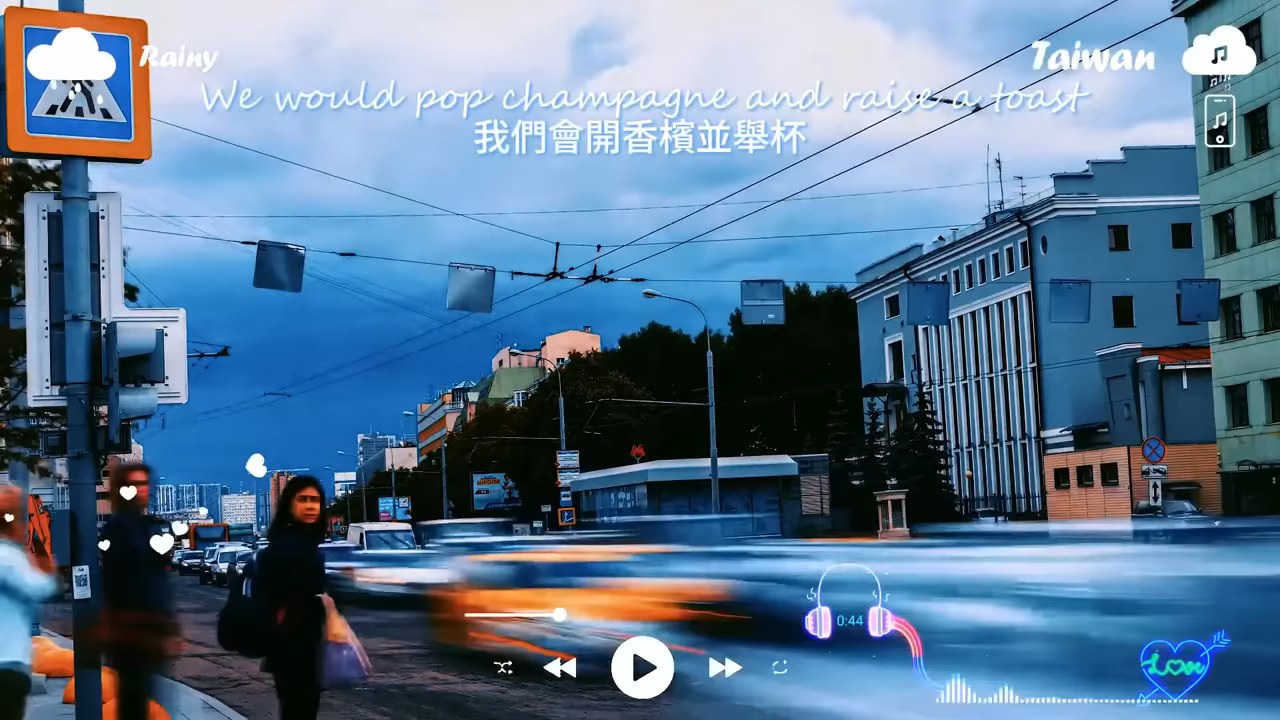 Rainy
Taiwan
We would pop champagne and raise a toast
我們會開香檳並舉杯
0:44
Love